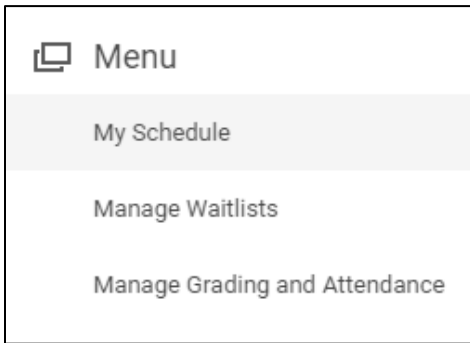 Menu
My Schedule
Manage Waitlists
Manage Grading and Attendance